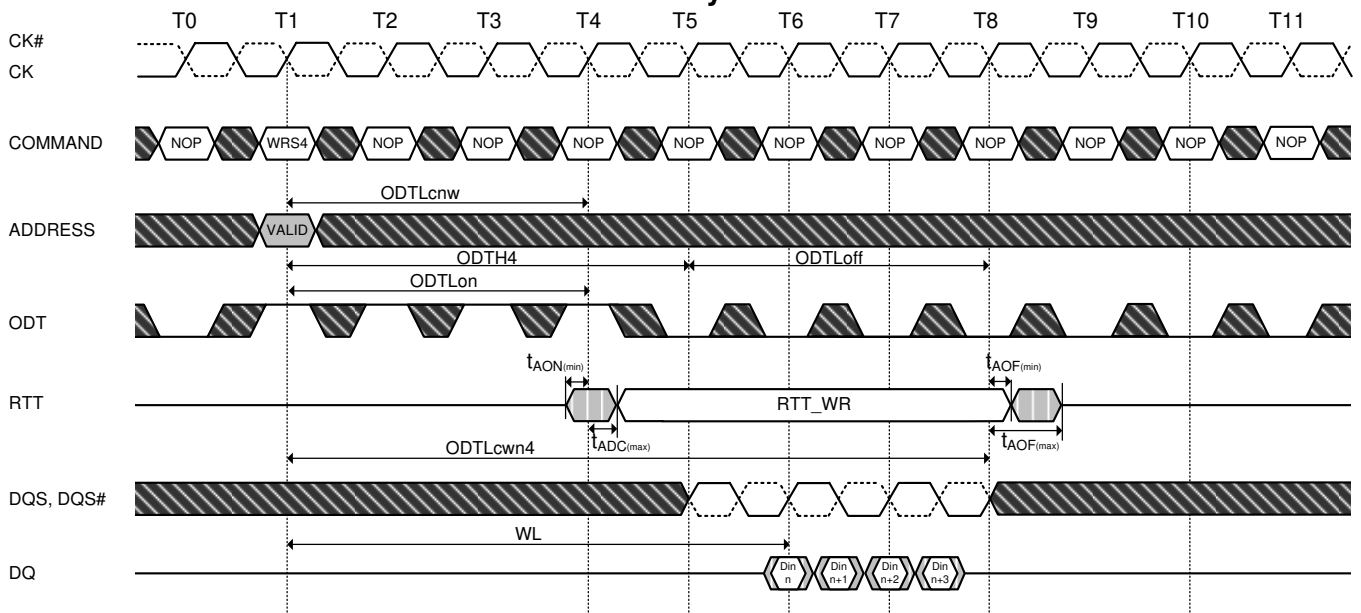 T0 T1 T2 T3 T4 T5 T6 T7 T8 T9 T10 T11
CK#
CK
COMMAND NOP WRS4 NOP NOP NOP NOP NOP NOP NOP NOP NOP NOP
ODTLcnw
ADDRESS VALID
ODTH4 ODTLoff
ODTLon
ODT
tAON(min) tAOF(min)
RTT RTT_WR
tADC(max) tAOF(max)
ODTLcwn4
DQS, DQS#
WL
DQ Din n Din n+1 Din n+2 Din n+3